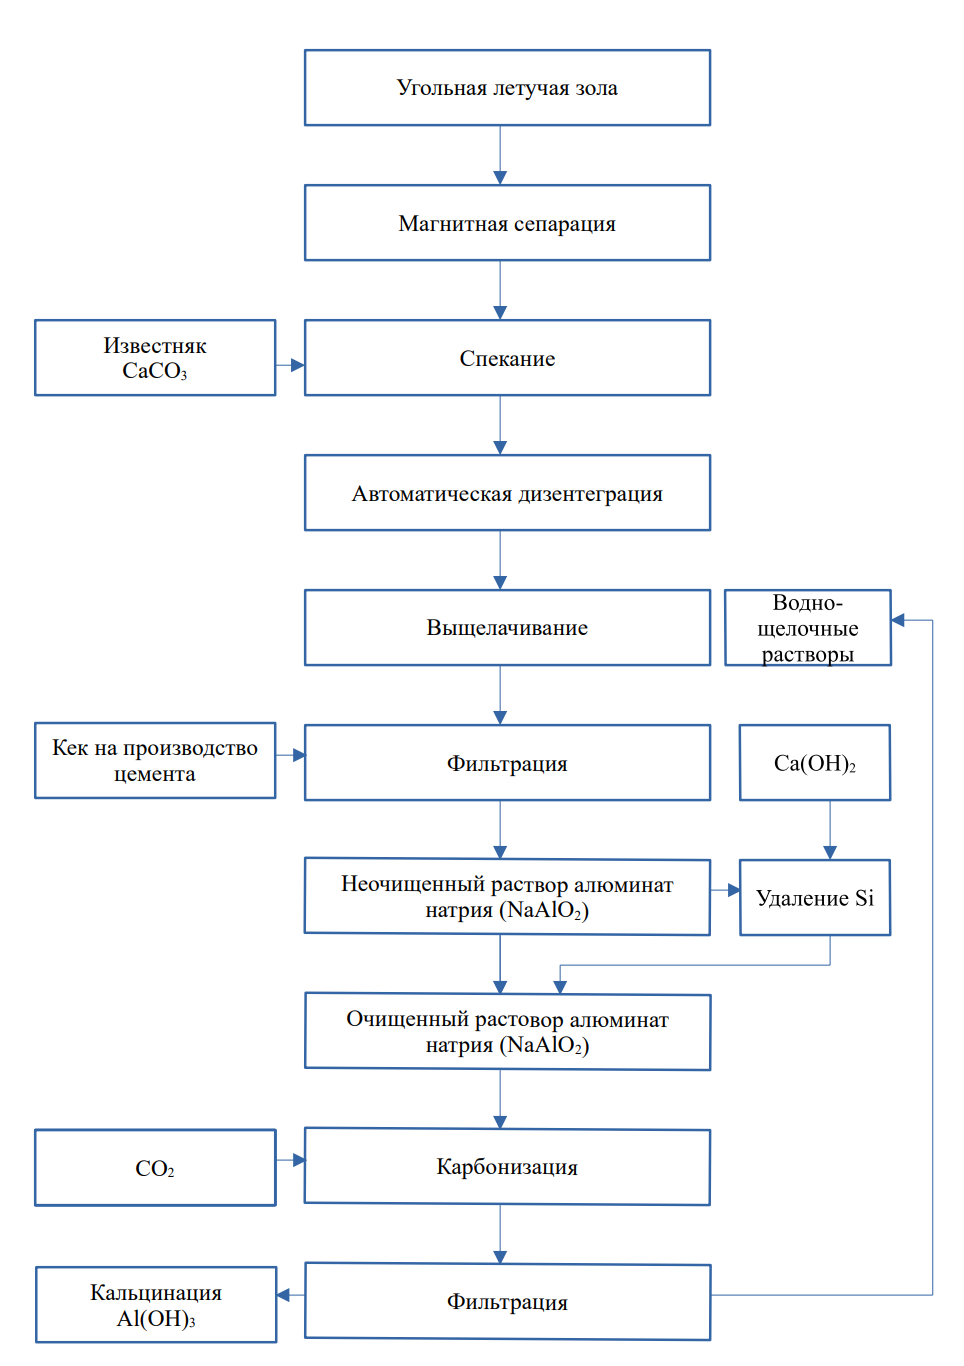 Угольная летучая зола
Магнитная сепарация
Известняк
CaCO₃
Спекание
Автоматическая дизентеграция
Выщелачивание
Водно-
щелочные
растворы
Кек на производство
цемента
Фильтрация
Ca(OH)₂
Неочищенный раствор алюминат
натрия (NaAlO₂)
Удаление Si
Очищенный растовор алюминат
натрия (NaAlO₂)
CO₂
Карбонизация
Кальцинация
Al(OH)₃
Фильтрация